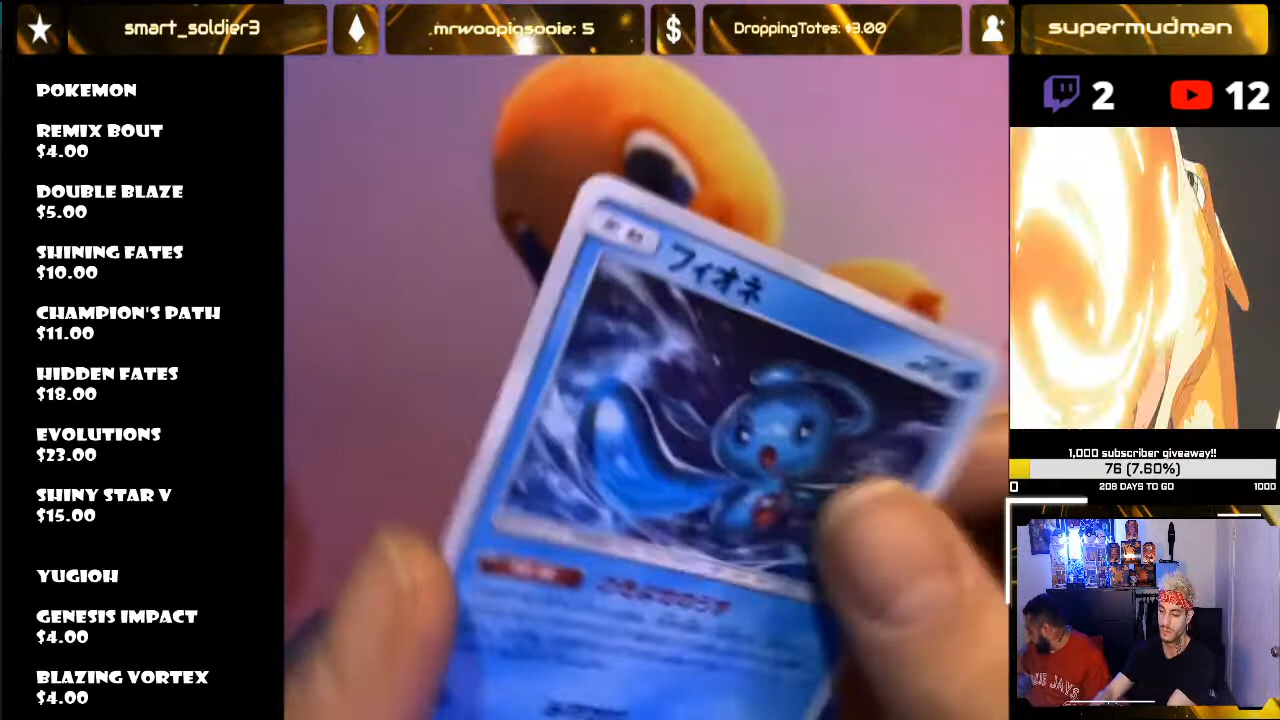 smart_soldier3
mrwoopigsooie: 5
$
DroppingTotes: $3.00
supermudman
2
12
POKEMON
REMIX BOUT
$4.00
DOUBLE BLAZE
$5.00
SHINING FATES
$10.00
CHAMPION'S PATH
$11.00
HIDDEN FATES
$18.00
EVOLUTIONS
$23.00
SHINY STAR V
$15.00
YUGIOH
GENESIS IMPACT
$4.00
BLAZING VORTEX
$4.00
フィオネ
1,000 subscriber giveaway!!
76 (7.60%)
0
208 DAYS TO GO
1000
JAYS